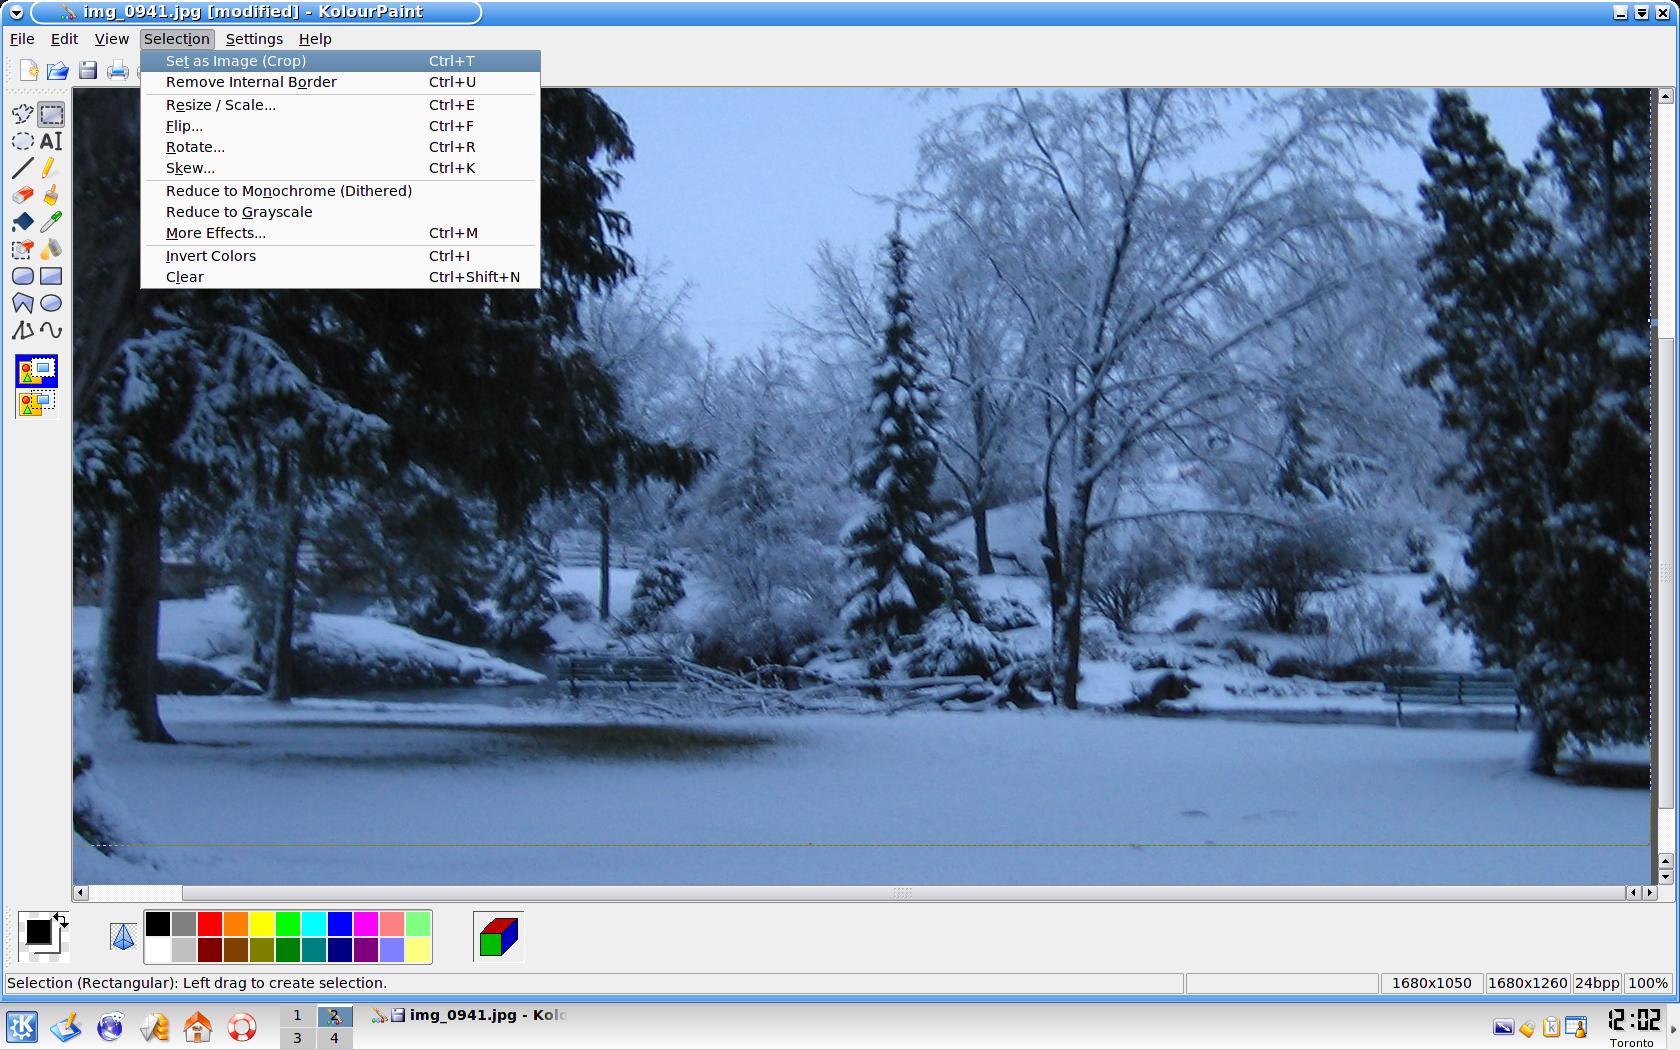 img_0941.jpg [modified] - KolourPaint
File Edit View Selection Settings Help
Set as Image (Crop) Ctrl+T
Remove Internal Border Ctrl+U
Resize / Scale... Ctrl+E
Flip... Ctrl+F
Rotate... Ctrl+R
Skew... Ctrl+K
Reduce to Monochrome (Dithered)
Reduce to Grayscale
More Effects... Ctrl+M
Invert Colors Ctrl+I
Clear Ctrl+Shift+N
AI
Selection (Rectangular): Left drag to create selection. 1680x1050 1680x1260 24bpp 100%
1 2 img_0941.jpg - Kolo
3 4
12:02
Toronto